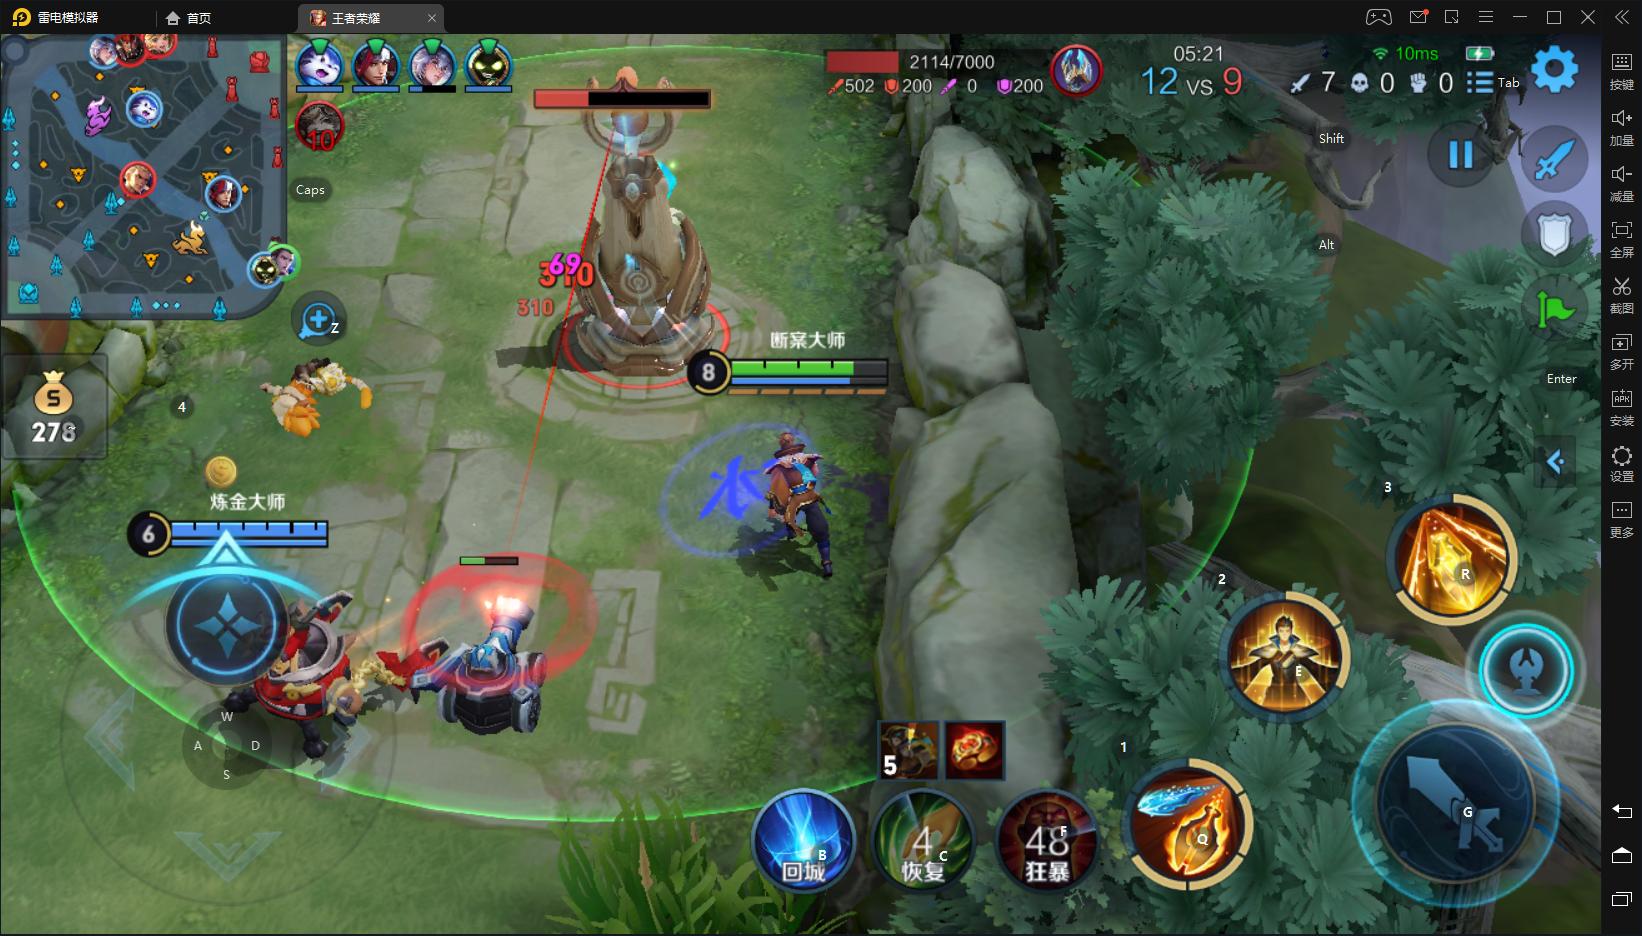 雷电模拟器
首页
王者荣耀
10
Caps
Z
S
278
4
2114/7000
502
200
0
200
05:21
12 VS 9
10ms
7
0
0
Tab
Shift
Alt
Enter
69
310
310
断案大师
8
炼金大师
6
W
A
D
S
3
R
2
E
1
Q
G
5
B
回城
4
C
恢复
48
F
狂暴
按键
加量
减量
全屏
截图
多开
APK
安装
设置
更多